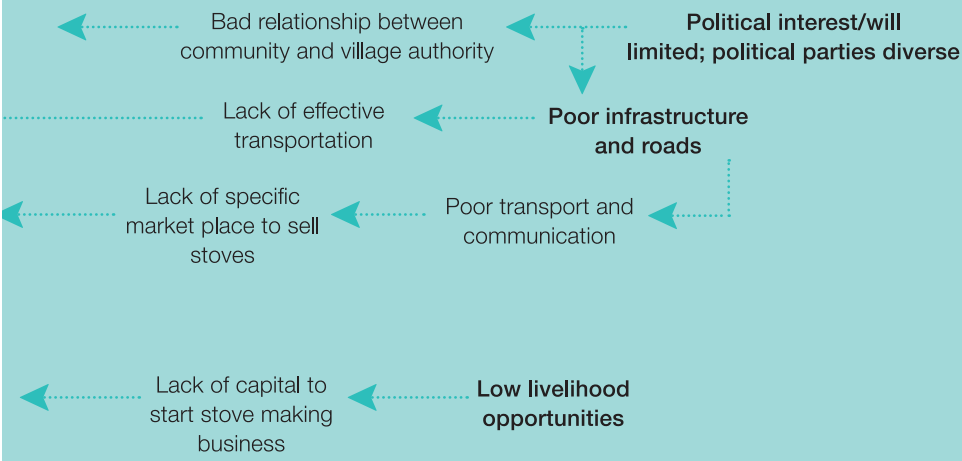 Bad relationship between
community and village authority
Political interest/will
limited; political parties diverse
Lack of effective
transportation
Poor infrastructure
and roads
Lack of specific
market place to sell
stoves
Poor transport and
communication
Lack of capital to
start stove making
business
Low livelihood
opportunities